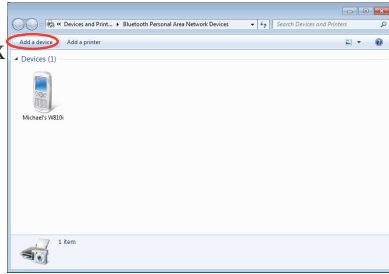 « Devices and Print... ▸ Bluetooth Personal Area Network Devices
Search Devices and Printers
Add a device
Add a printer
Devices (1)
Michael's W810i
1 item